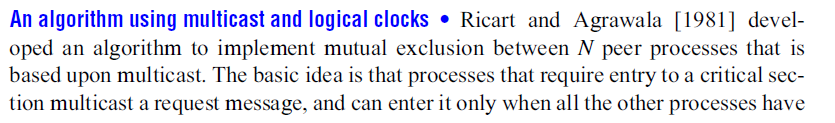 An algorithm using multicast and logical clocks • Ricart and Agrawala [1981] devel-
oped an algorithm to implement mutual exclusion between N peer processes that is
based upon multicast. The basic idea is that processes that require entry to a critical sec-
tion multicast a request message, and can enter it only when all the other processes have